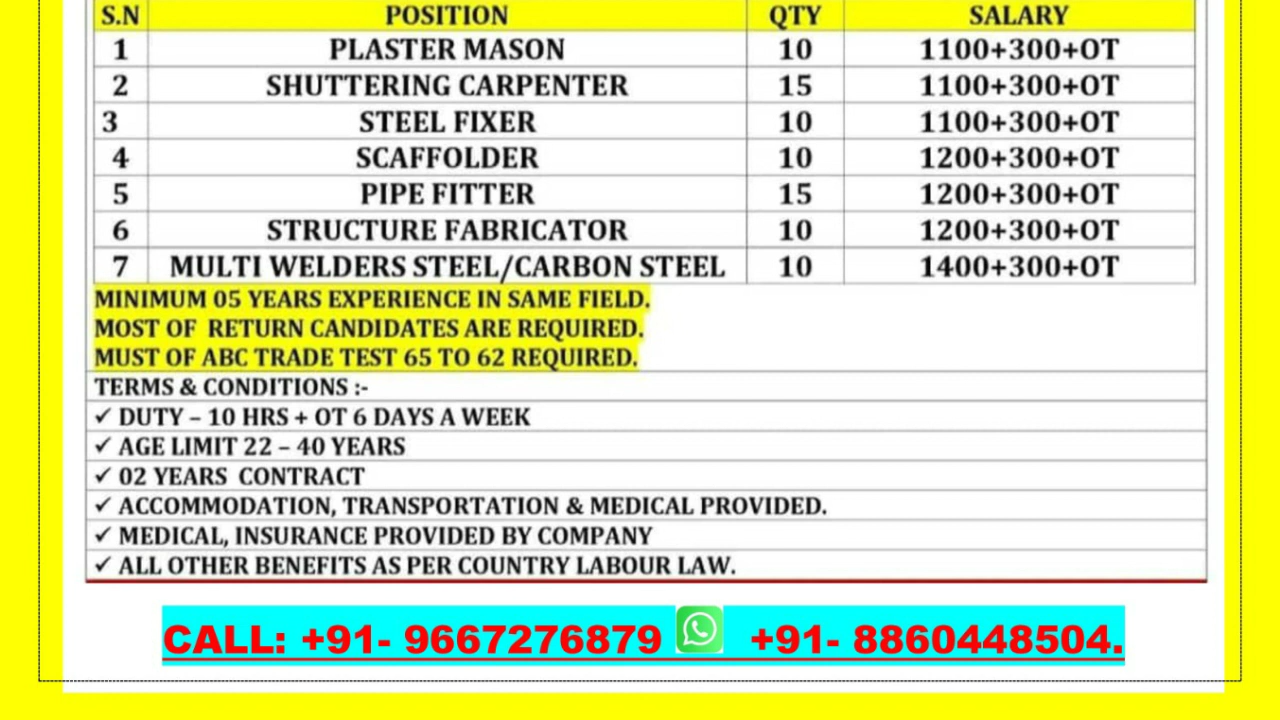 S.N POSITION QTY SALARY
1 PLASTER MASON 10 1100+300+OT
2 SHUTTERING CARPENTER 15 1100+300+OT
3 STEEL FIXER 10 1100+300+OT
4 SCAFFOLDER 10 1200+300+OT
5 PIPE FITTER 15 1200+300+OT
6 STRUCTURE FABRICATOR 10 1200+300+OT
7 MULTI WELDERS STEEL/CARBON STEEL 10 1400+300+OT
MINIMUM 05 YEARS EXPERIENCE IN SAME FIELD.
MOST OF RETURN CANDIDATES ARE REQUIRED.
MUST OF ABC TRADE TEST 65 TO 62 REQUIRED.
TERMS & CONDITIONS :-
✓ DUTY – 10 HRS + OT 6 DAYS A WEEK
✓ AGE LIMIT 22 – 40 YEARS
✓ 02 YEARS CONTRACT
✓ ACCOMMODATION, TRANSPORTATION & MEDICAL PROVIDED.
✓ MEDICAL, INSURANCE PROVIDED BY COMPANY
✓ ALL OTHER BENEFITS AS PER COUNTRY LABOUR LAW.
CALL: +91- 9667276879 +91- 8860448504.